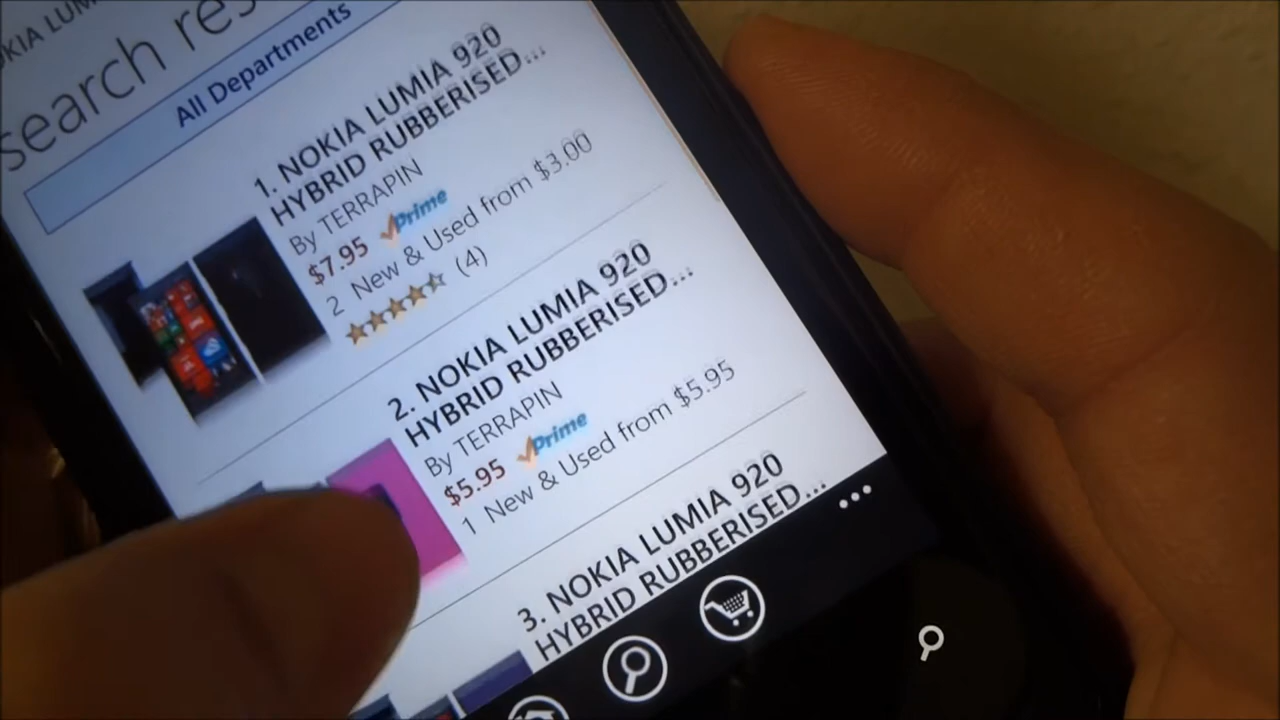 NOKIA LUM
search res
All Departments
1. NOKIA LUMIA 920
HYBRID RUBBERISED...
By TERRAPIN
$7.95 Prime
2 New & Used from $3.00
(4)
2. NOKIA LUMIA 920
HYBRID RUBBERISED...
By TERRAPIN
$5.95 Prime
1 New & Used from $5.95
3. NOKIA LUMIA 920
HYBRID RUBBERISED...